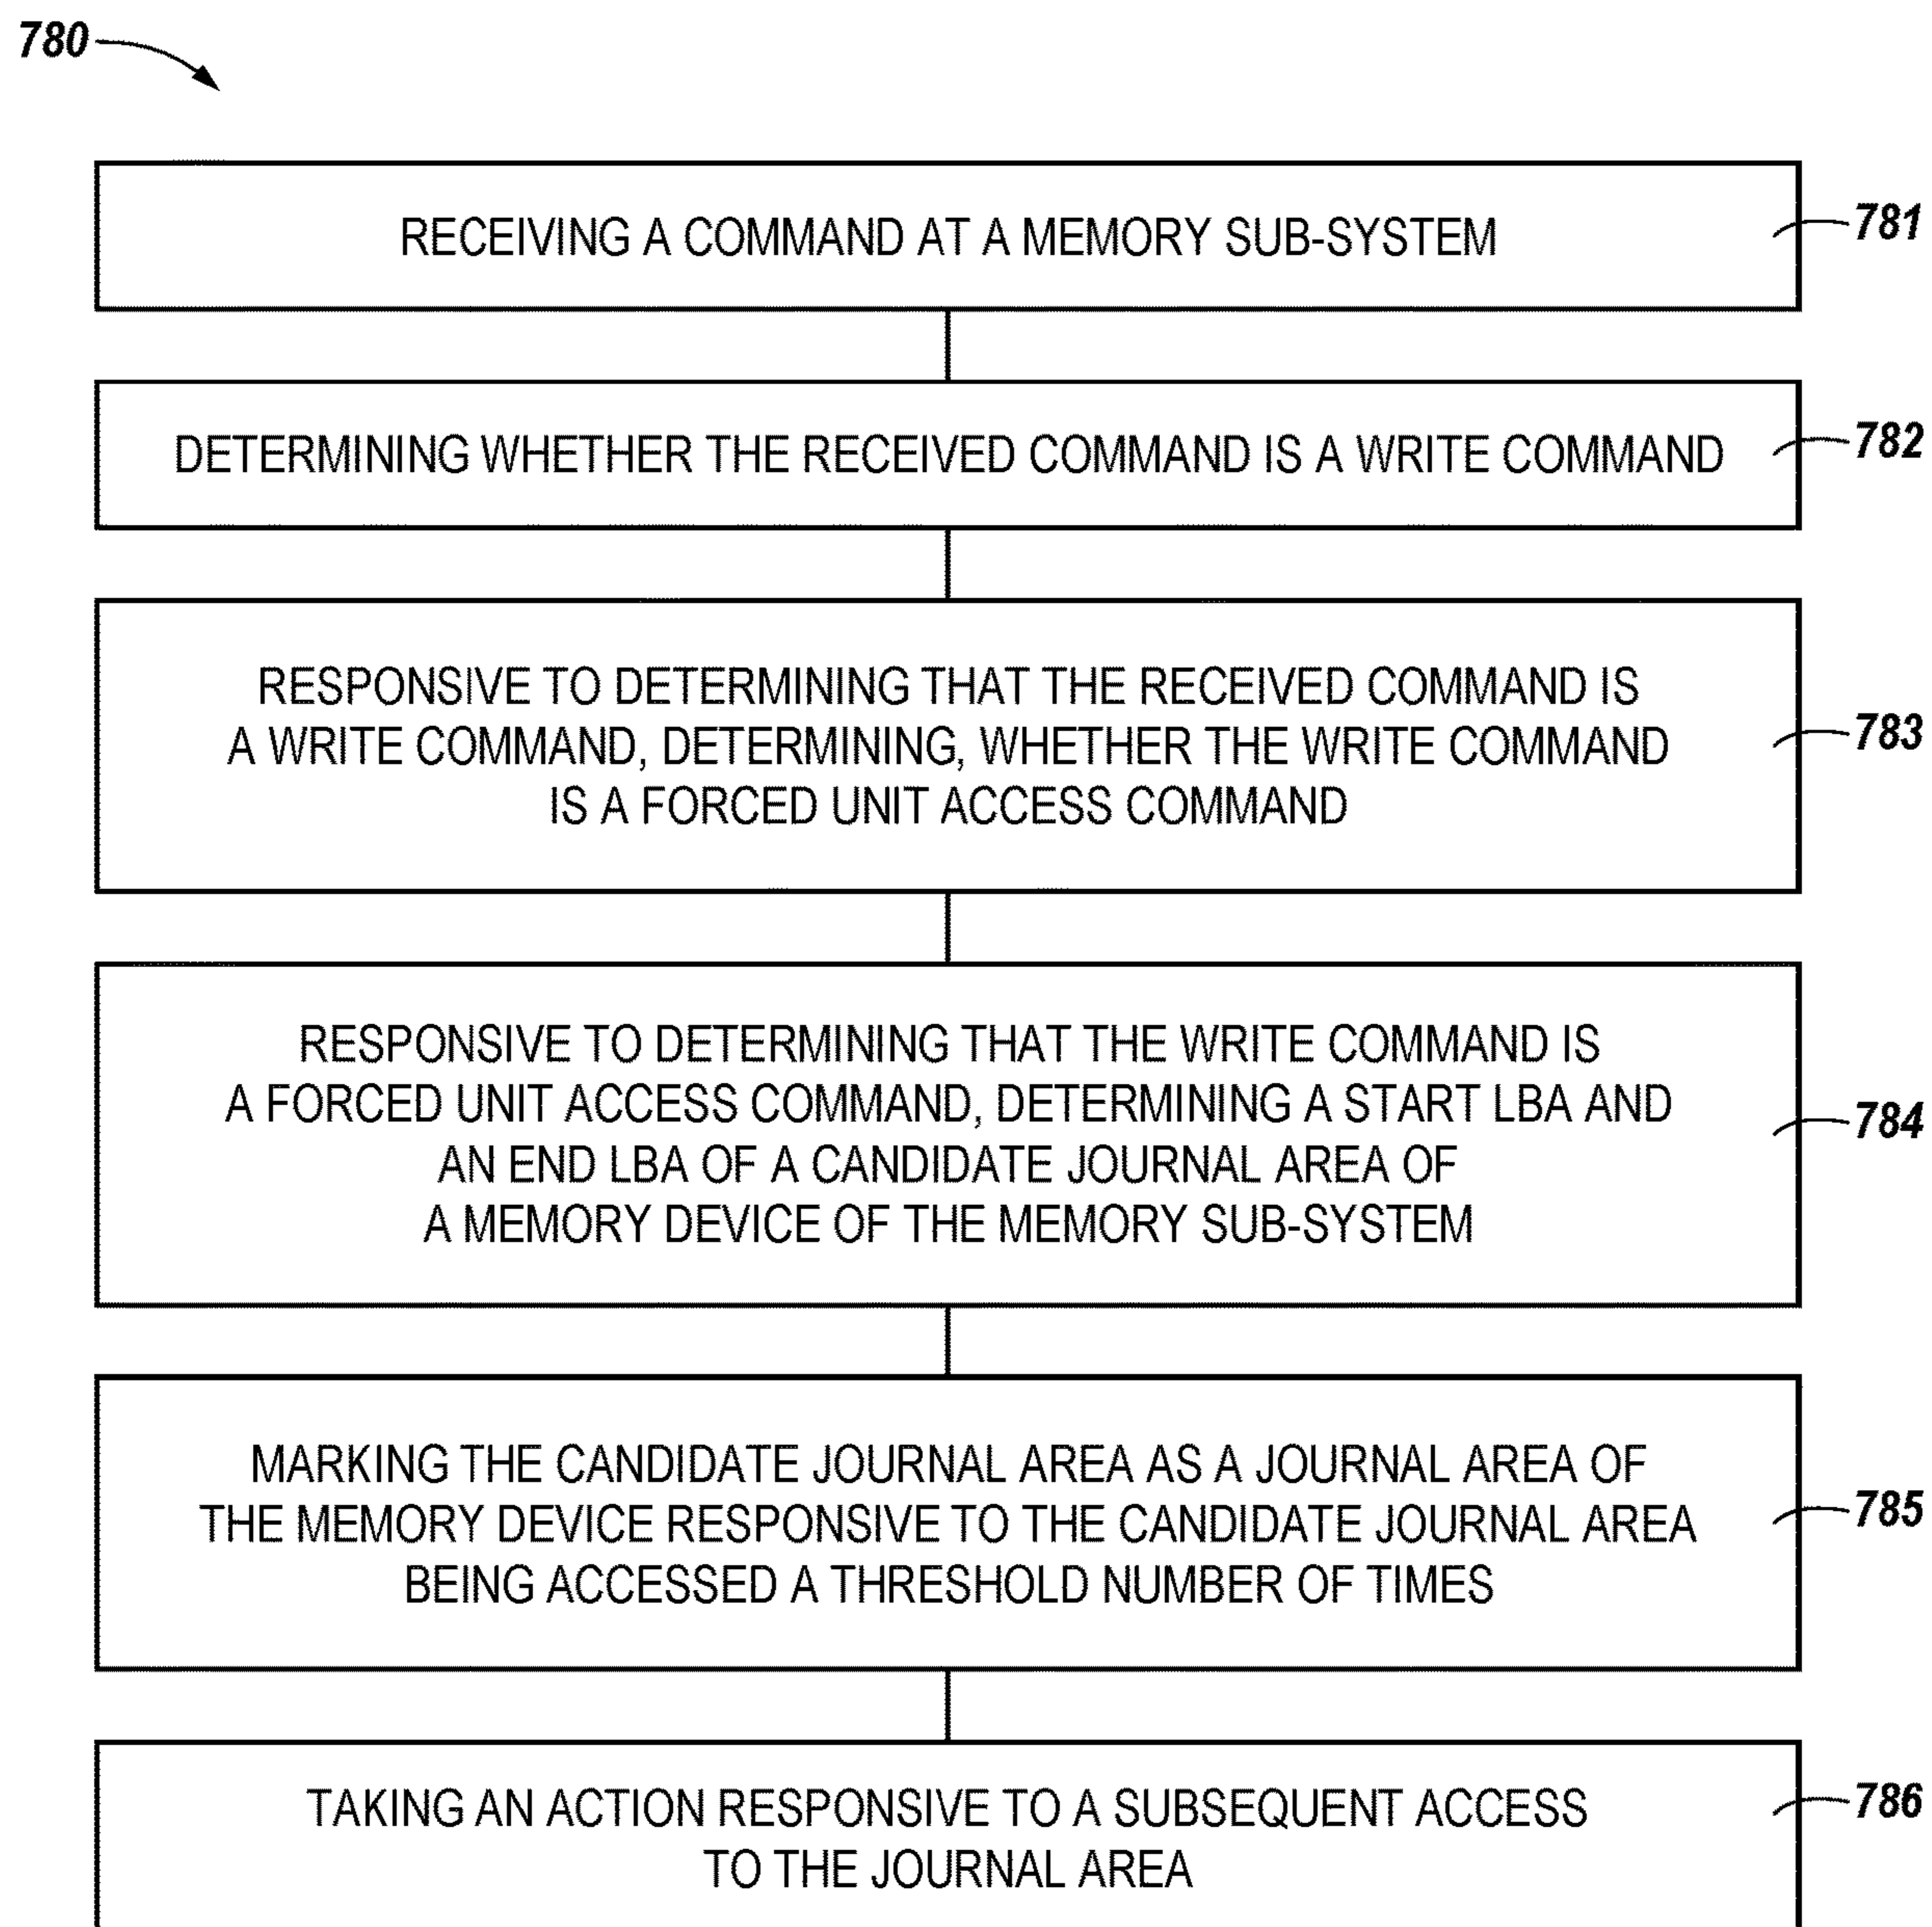 780
RECEIVING A COMMAND AT A MEMORY SUB-SYSTEM
781
DETERMINING WHETHER THE RECEIVED COMMAND IS A WRITE COMMAND
782
RESPONSIVE TO DETERMINING THAT THE RECEIVED COMMAND IS
A WRITE COMMAND, DETERMINING, WHETHER THE WRITE COMMAND
IS A FORCED UNIT ACCESS COMMAND
783
RESPONSIVE TO DETERMINING THAT THE WRITE COMMAND IS
A FORCED UNIT ACCESS COMMAND, DETERMINING A START LBA AND
AN END LBA OF A CANDIDATE JOURNAL AREA OF
A MEMORY DEVICE OF THE MEMORY SUB-SYSTEM
784
MARKING THE CANDIDATE JOURNAL AREA AS A JOURNAL AREA OF
THE MEMORY DEVICE RESPONSIVE TO THE CANDIDATE JOURNAL AREA
BEING ACCESSED A THRESHOLD NUMBER OF TIMES
785
TAKING AN ACTION RESPONSIVE TO A SUBSEQUENT ACCESS
TO THE JOURNAL AREA
786